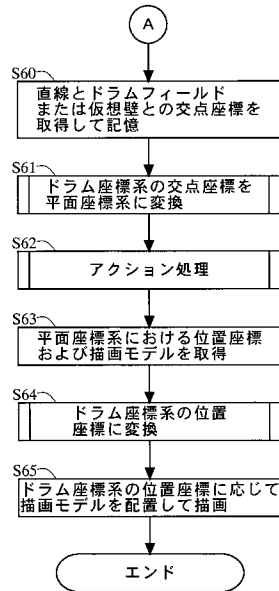 A
S60
直線とドラムフィールド
または仮想壁との交点座標を
取得して記憶
S61
ドラム座標系の交点座標を
平面座標系に変換
S62
アクション処理
S63
平面座標系における位置座標
および描画モデルを取得
S64
ドラム座標系の位置
座標に変換
S65
ドラム座標系の位置座標に応じて
描画モデルを配置して描画
エンド